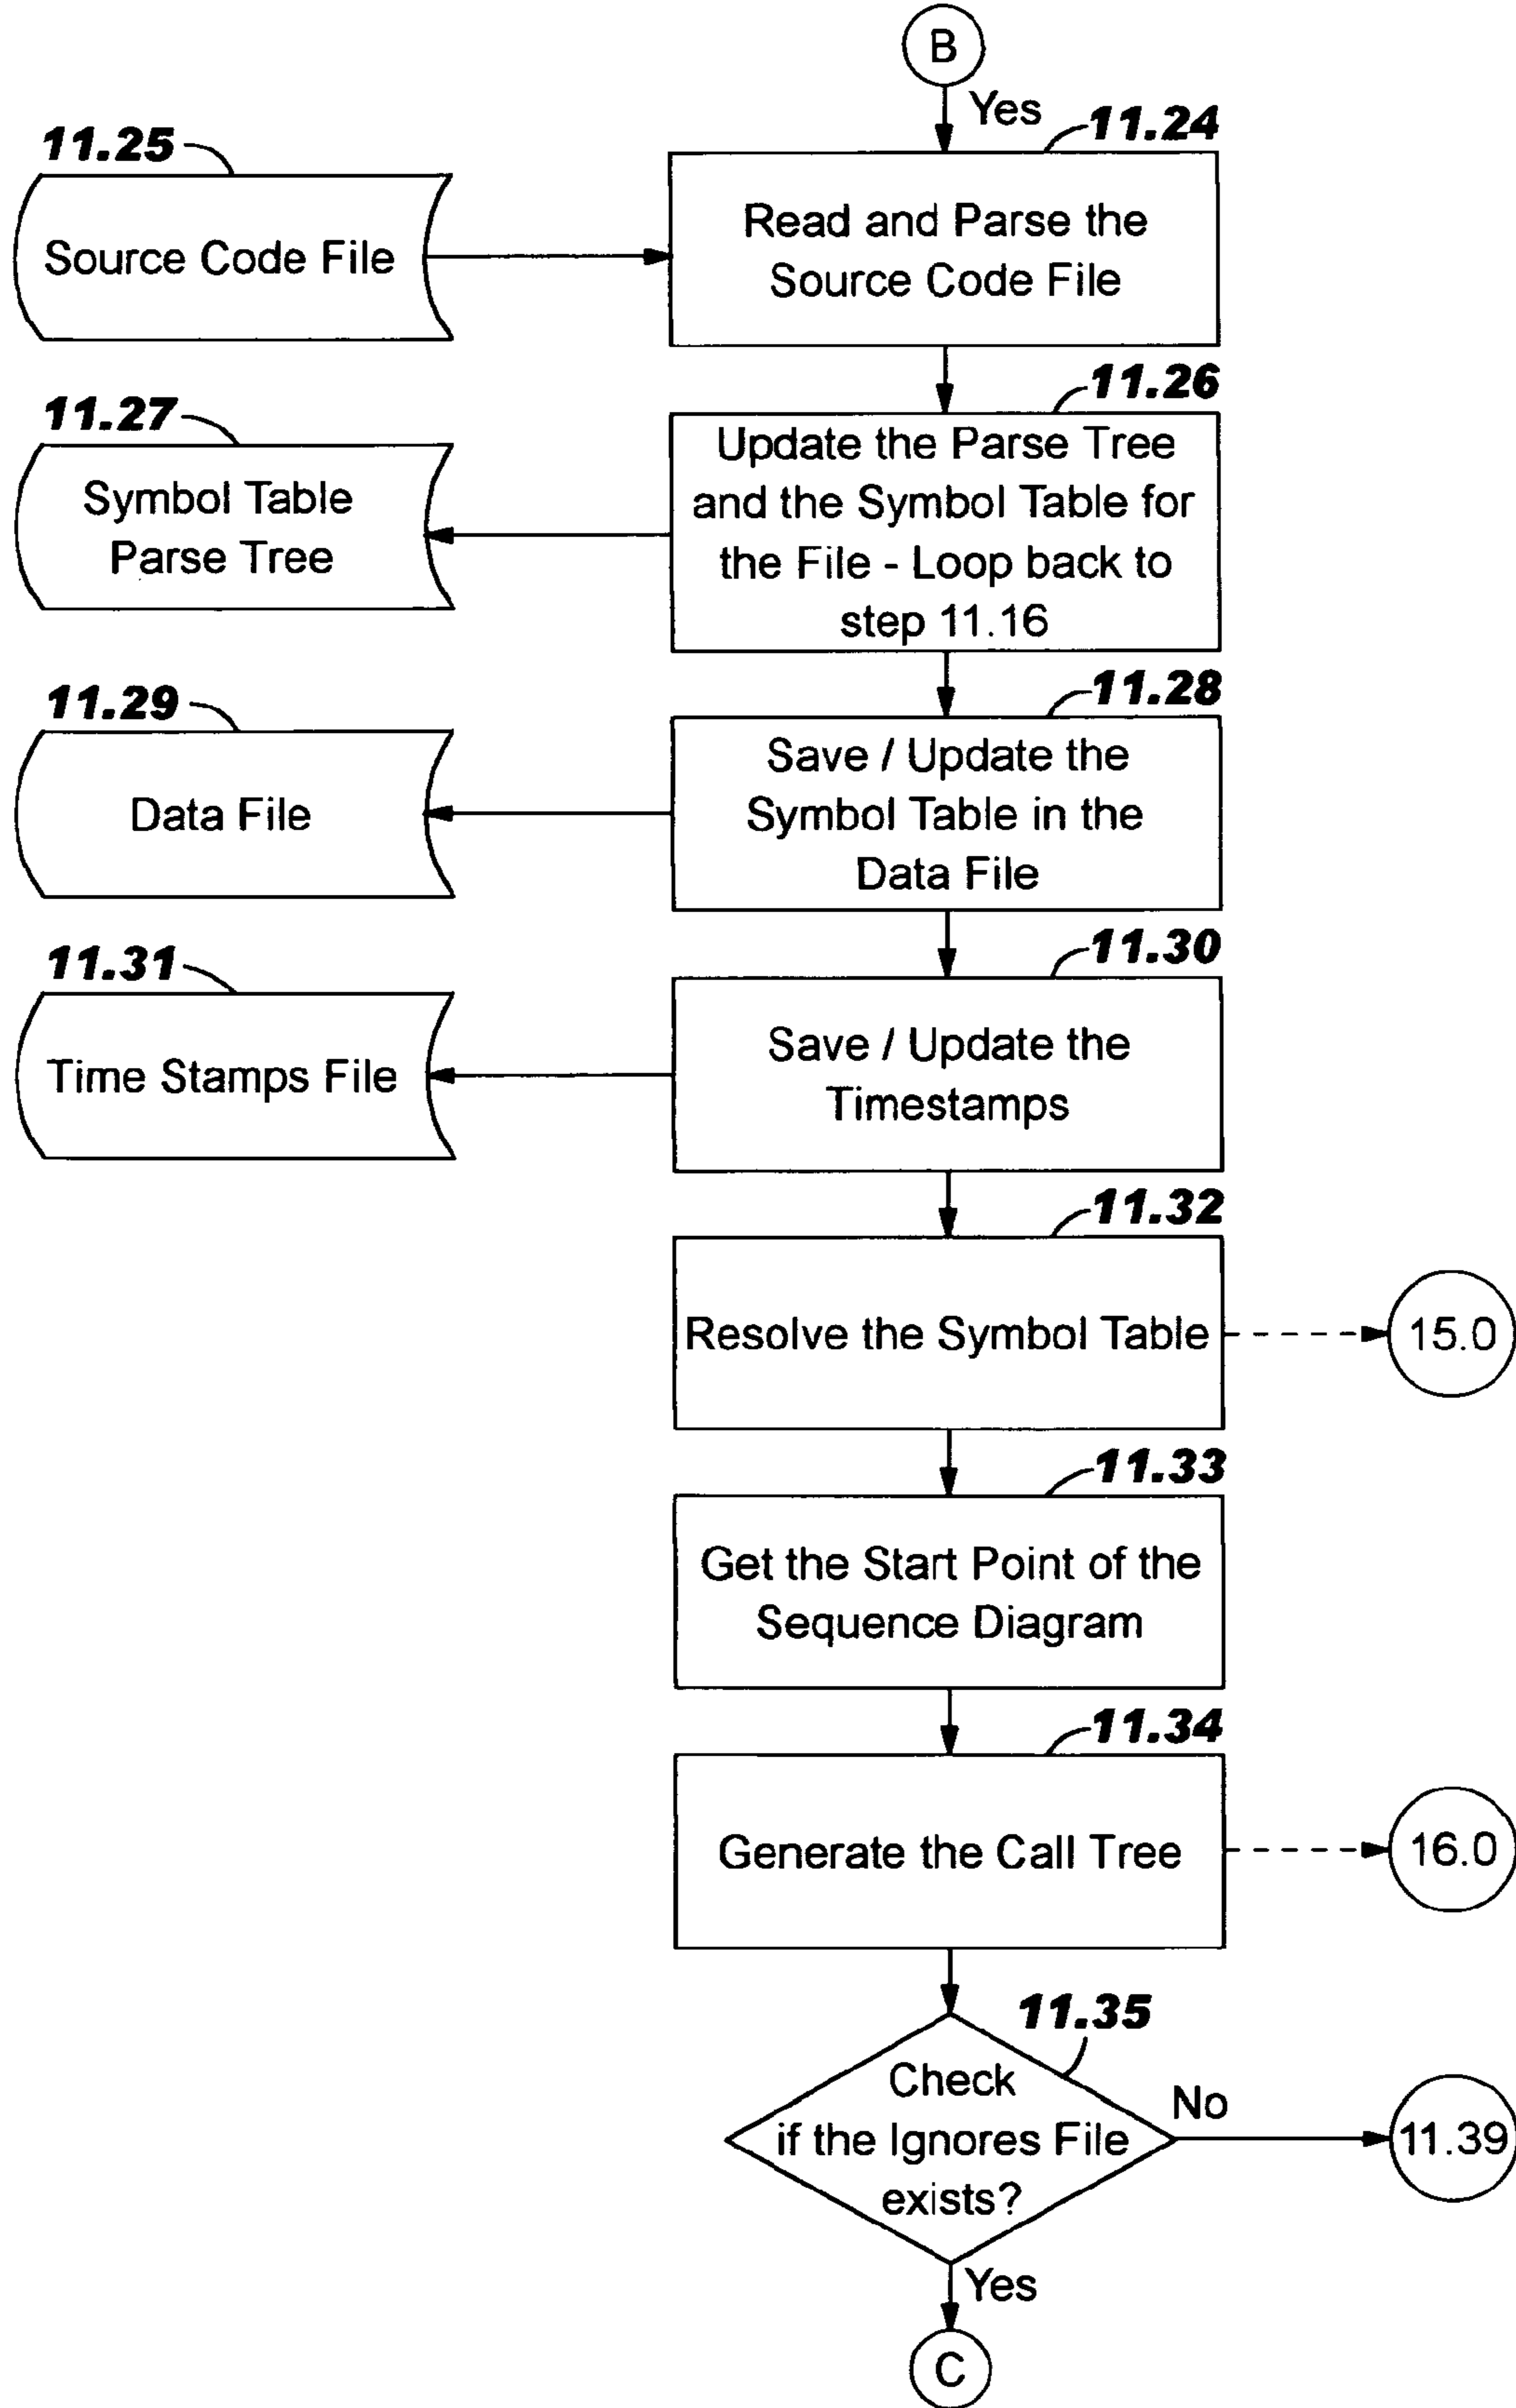 B
Yes
11.24
11.25
Source Code File
Read and Parse the
Source Code File
11.26
11.27
Symbol Table
Parse Tree
Update the Parse Tree
and the Symbol Table for
the File - Loop back to
step 11.16
11.28
11.29
Data File
Save / Update the
Symbol Table in the
Data File
11.30
11.31
Time Stamps File
Save / Update the
Timestamps
11.32
Resolve the Symbol Table
15.0
11.33
Get the Start Point of the
Sequence Diagram
11.34
Generate the Call Tree
16.0
11.35
Check
if the Ignores File
exists?
No
11.39
Yes
C